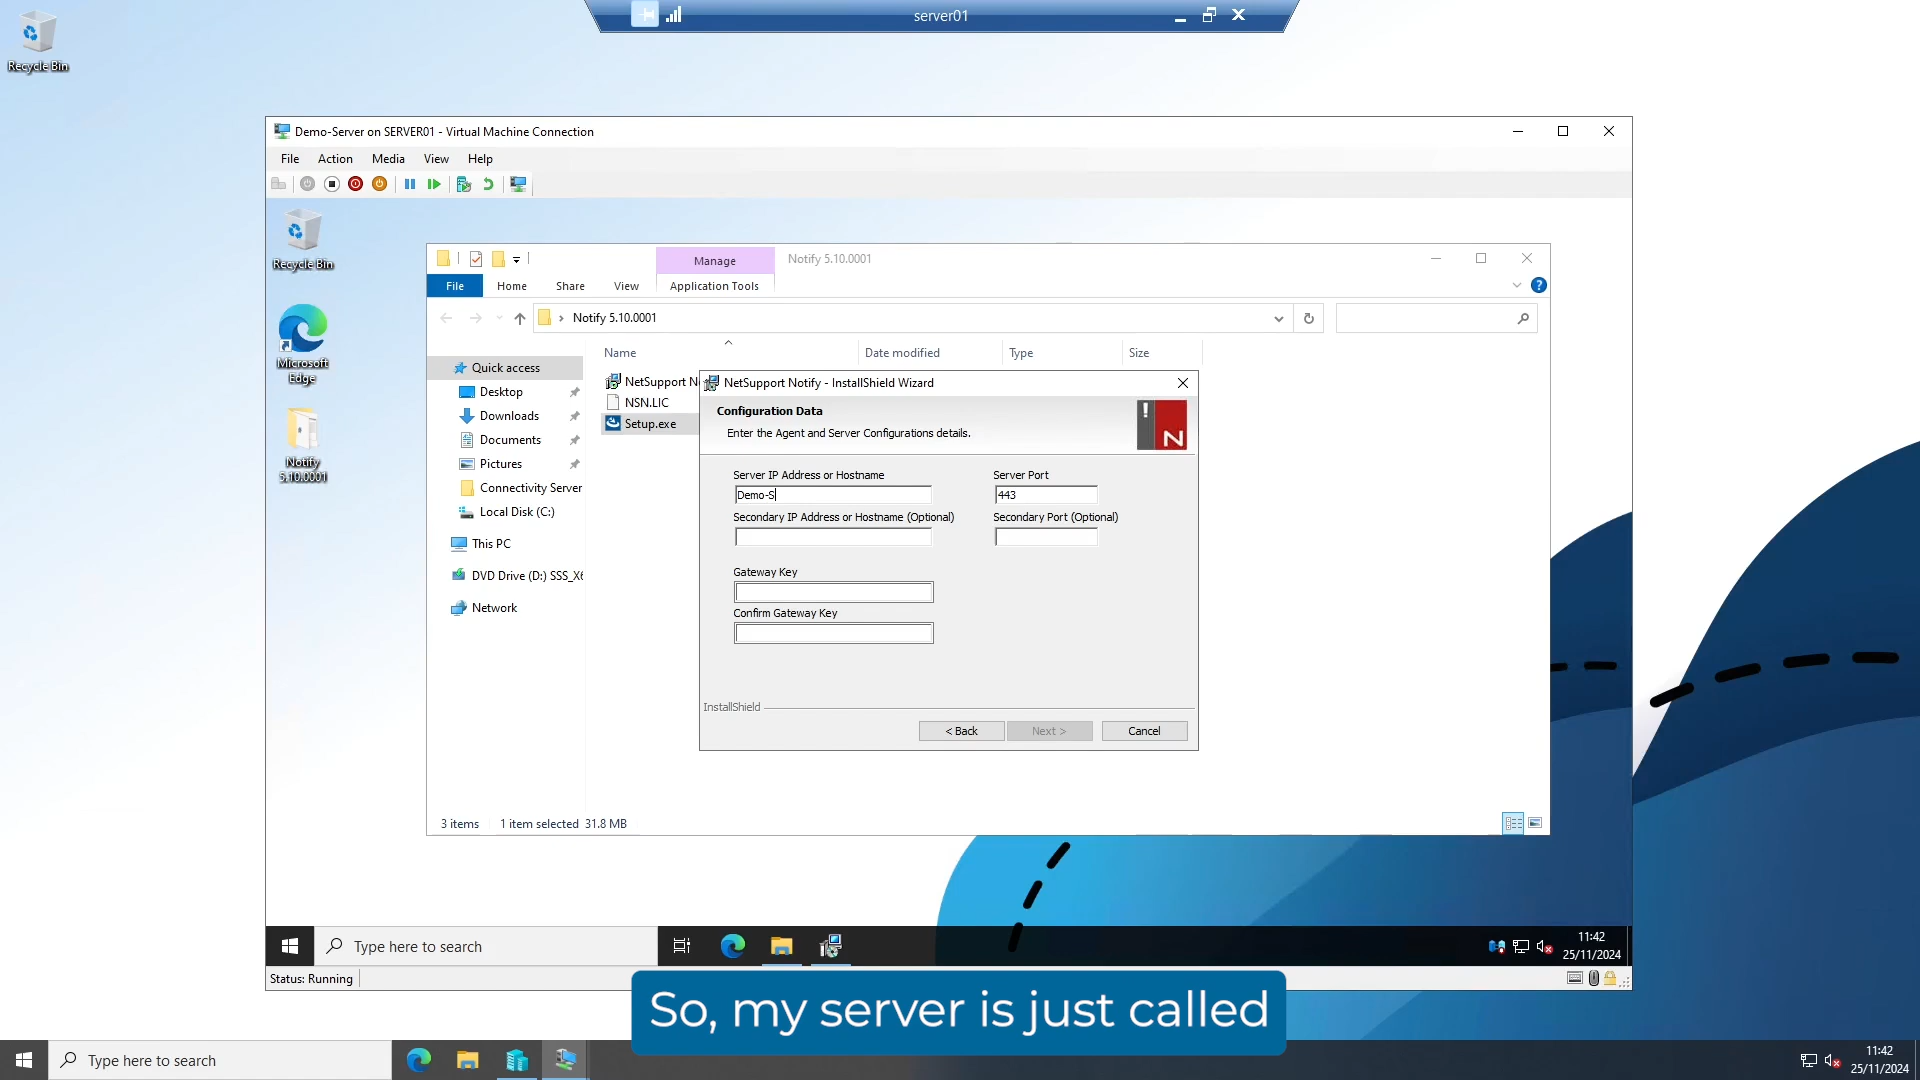 server01
Recycle Bin
Demo-Server on SERVER01 - Virtual Machine Connection
File Action Media View Help
Recycle Bin
Microsoft
Edge
Notify
5.10.0001
Manage
Notify 5.10.0001
File Home Share View Application Tools
Notify 5.10.0001
Name Date modified Type Size
Quick access
Desktop
Downloads
Documents
Pictures
Connectivity Server
Local Disk (C:)
This PC
DVD Drive (D:) SSS_X6
Network
NetSupport N
NSN.LIC
Setup.exe
NetSupport Notify - InstallShield Wizard
Configuration Data
Enter the Agent and Server Configurations details.
Server IP Address or Hostname Server Port
Demo-S 443
Secondary IP Address or Hostname (Optional) Secondary Port (Optional)
Gateway Key
Confirm Gateway Key
InstallShield
< Back Next > Cancel
3 items 1 item selected 31.8 MB
Type here to search
11:42
25/11/2024
Status: Running
So, my server is just called
Type here to search
11:42
25/11/2024